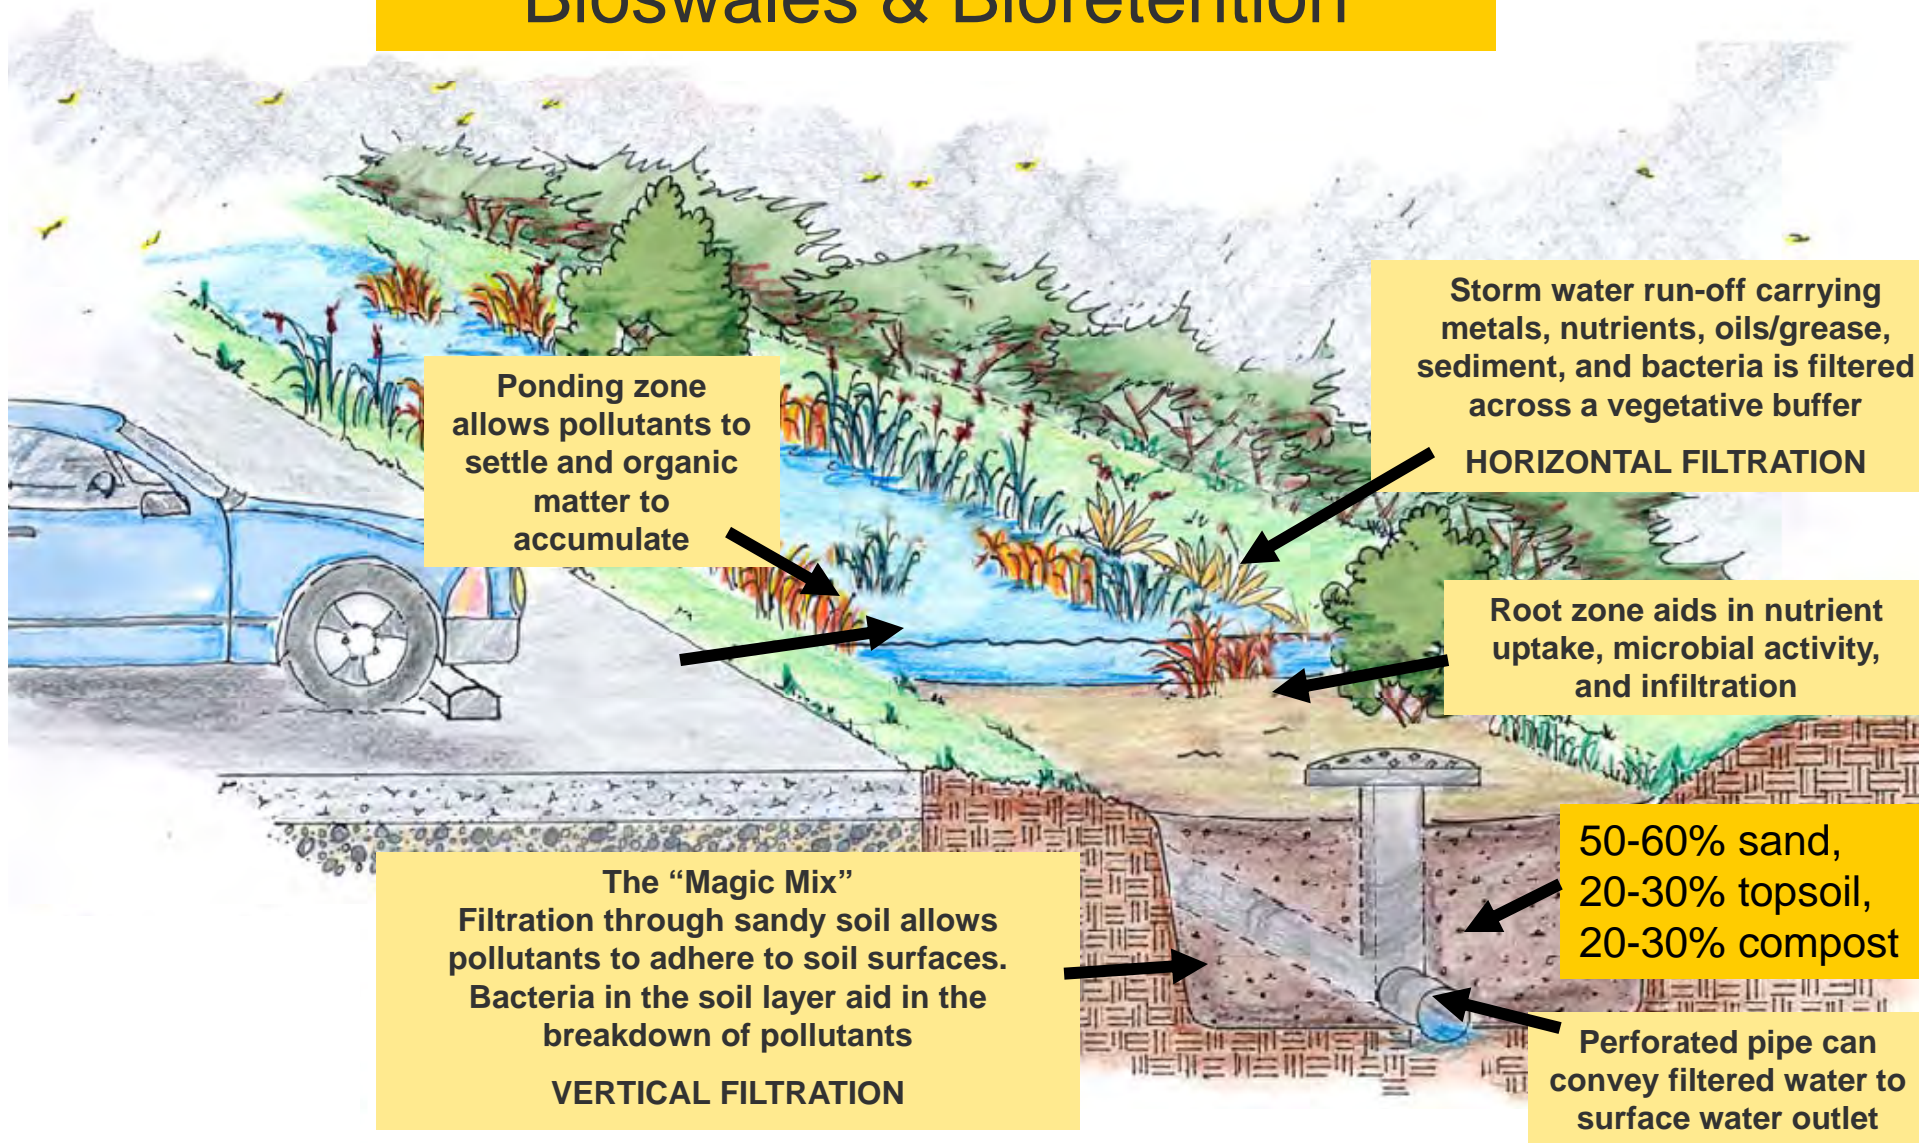 Bioswales & Bioretention
Storm water run-off carrying
metals, nutrients, oils/grease,
sediment, and bacteria is filtered
across a vegetative buffer
HORIZONTAL FILTRATION
Ponding zone
allows pollutants to
settle and organic
matter to
accumulate
Root zone aids in nutrient
uptake, microbial activity,
and infiltration
50-60% sand,
20-30% topsoil,
20-30% compost
The “Magic Mix”
Filtration through sandy soil allows
pollutants to adhere to soil surfaces.
Bacteria in the soil layer aid in the
breakdown of pollutants
VERTICAL FILTRATION
Perforated pipe can
convey filtered water to
surface water outlet